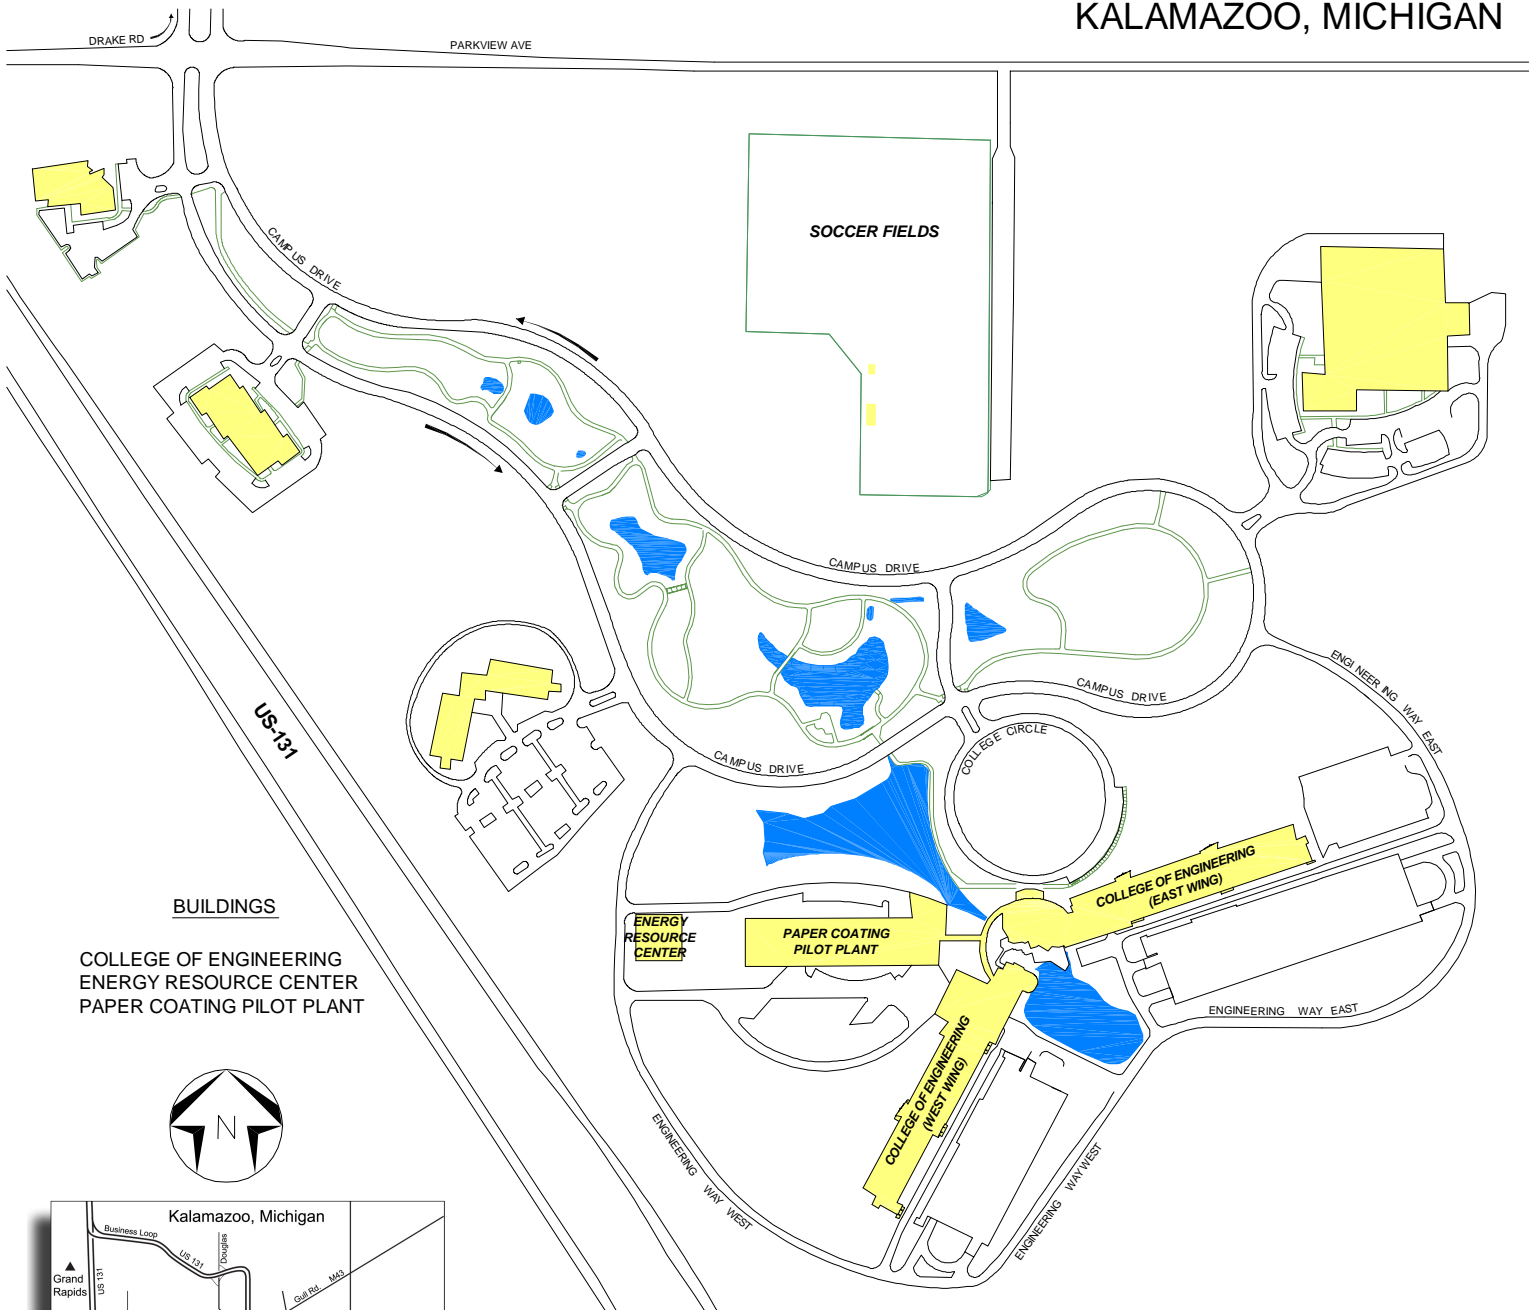 KALAMAZOO, MICHIGAN
DRAKE RD
PARKVIEW AVE
SOCCER FIELDS
CAMPUS DRIVE
CAMPUS DRIVE
ENGINEERING WAY EAST
CAMPUS DRIVE
US-131
COLLEGE CIRCLE
CAMPUS DRIVE
COLLEGE OF ENGINEERING
(EAST WING)
BUILDINGS
ENERGY
RESOURCE
CENTER
PAPER COATING
PILOT PLANT
COLLEGE OF ENGINEERING
ENERGY RESOURCE CENTER
PAPER COATING PILOT PLANT
ENGINEERING WAY EAST
COLLEGE OF ENGINEERING
(WEST WING)
N
ENGINEERING WAY WEST
ENGINEERING WAY WEST
Kalamazoo, Michigan
Business Loop
US 131
Douglas
Grand
Rapids
US 131
Gull Rd.
M43